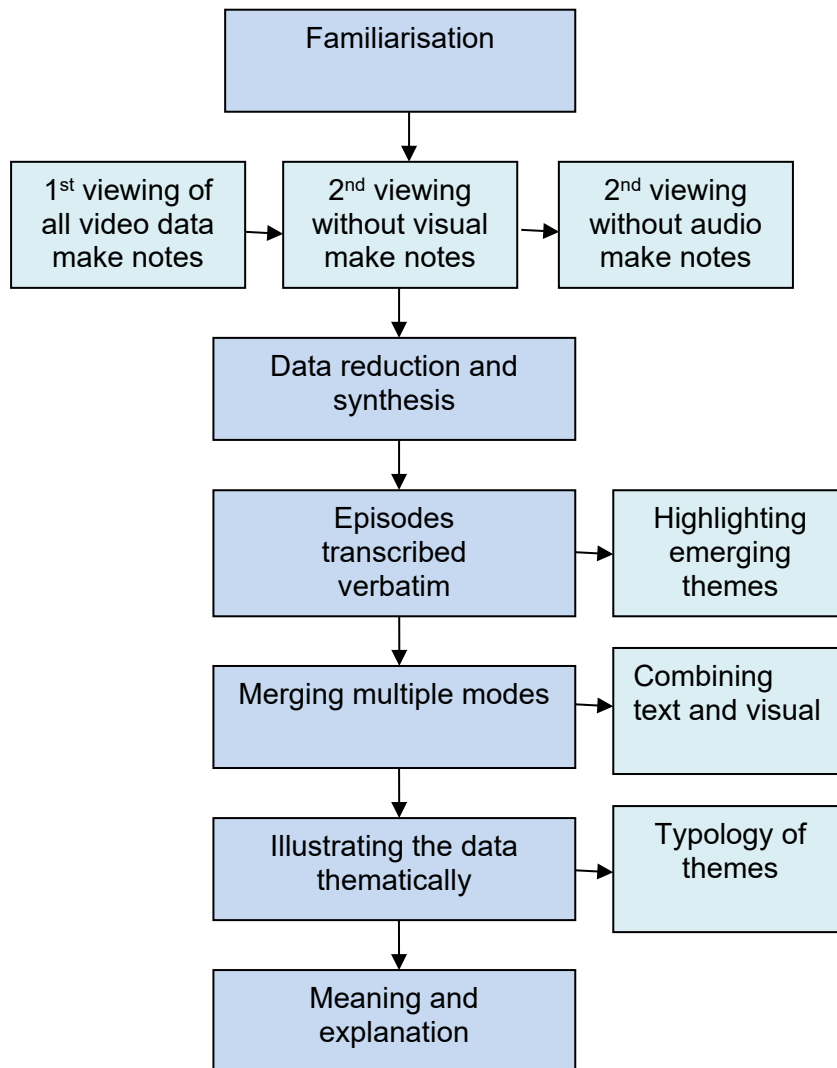 Familiarisation
1st viewing of
all video data
make notes
2nd viewing
without visual
make notes
2nd viewing
without audio
make notes
Data reduction and
synthesis
Episodes
transcribed
verbatim
Highlighting
emerging
themes
Merging multiple modes
Combining
text and visual
Illustrating the data
thematically
Typology of
themes
Meaning and
explanation